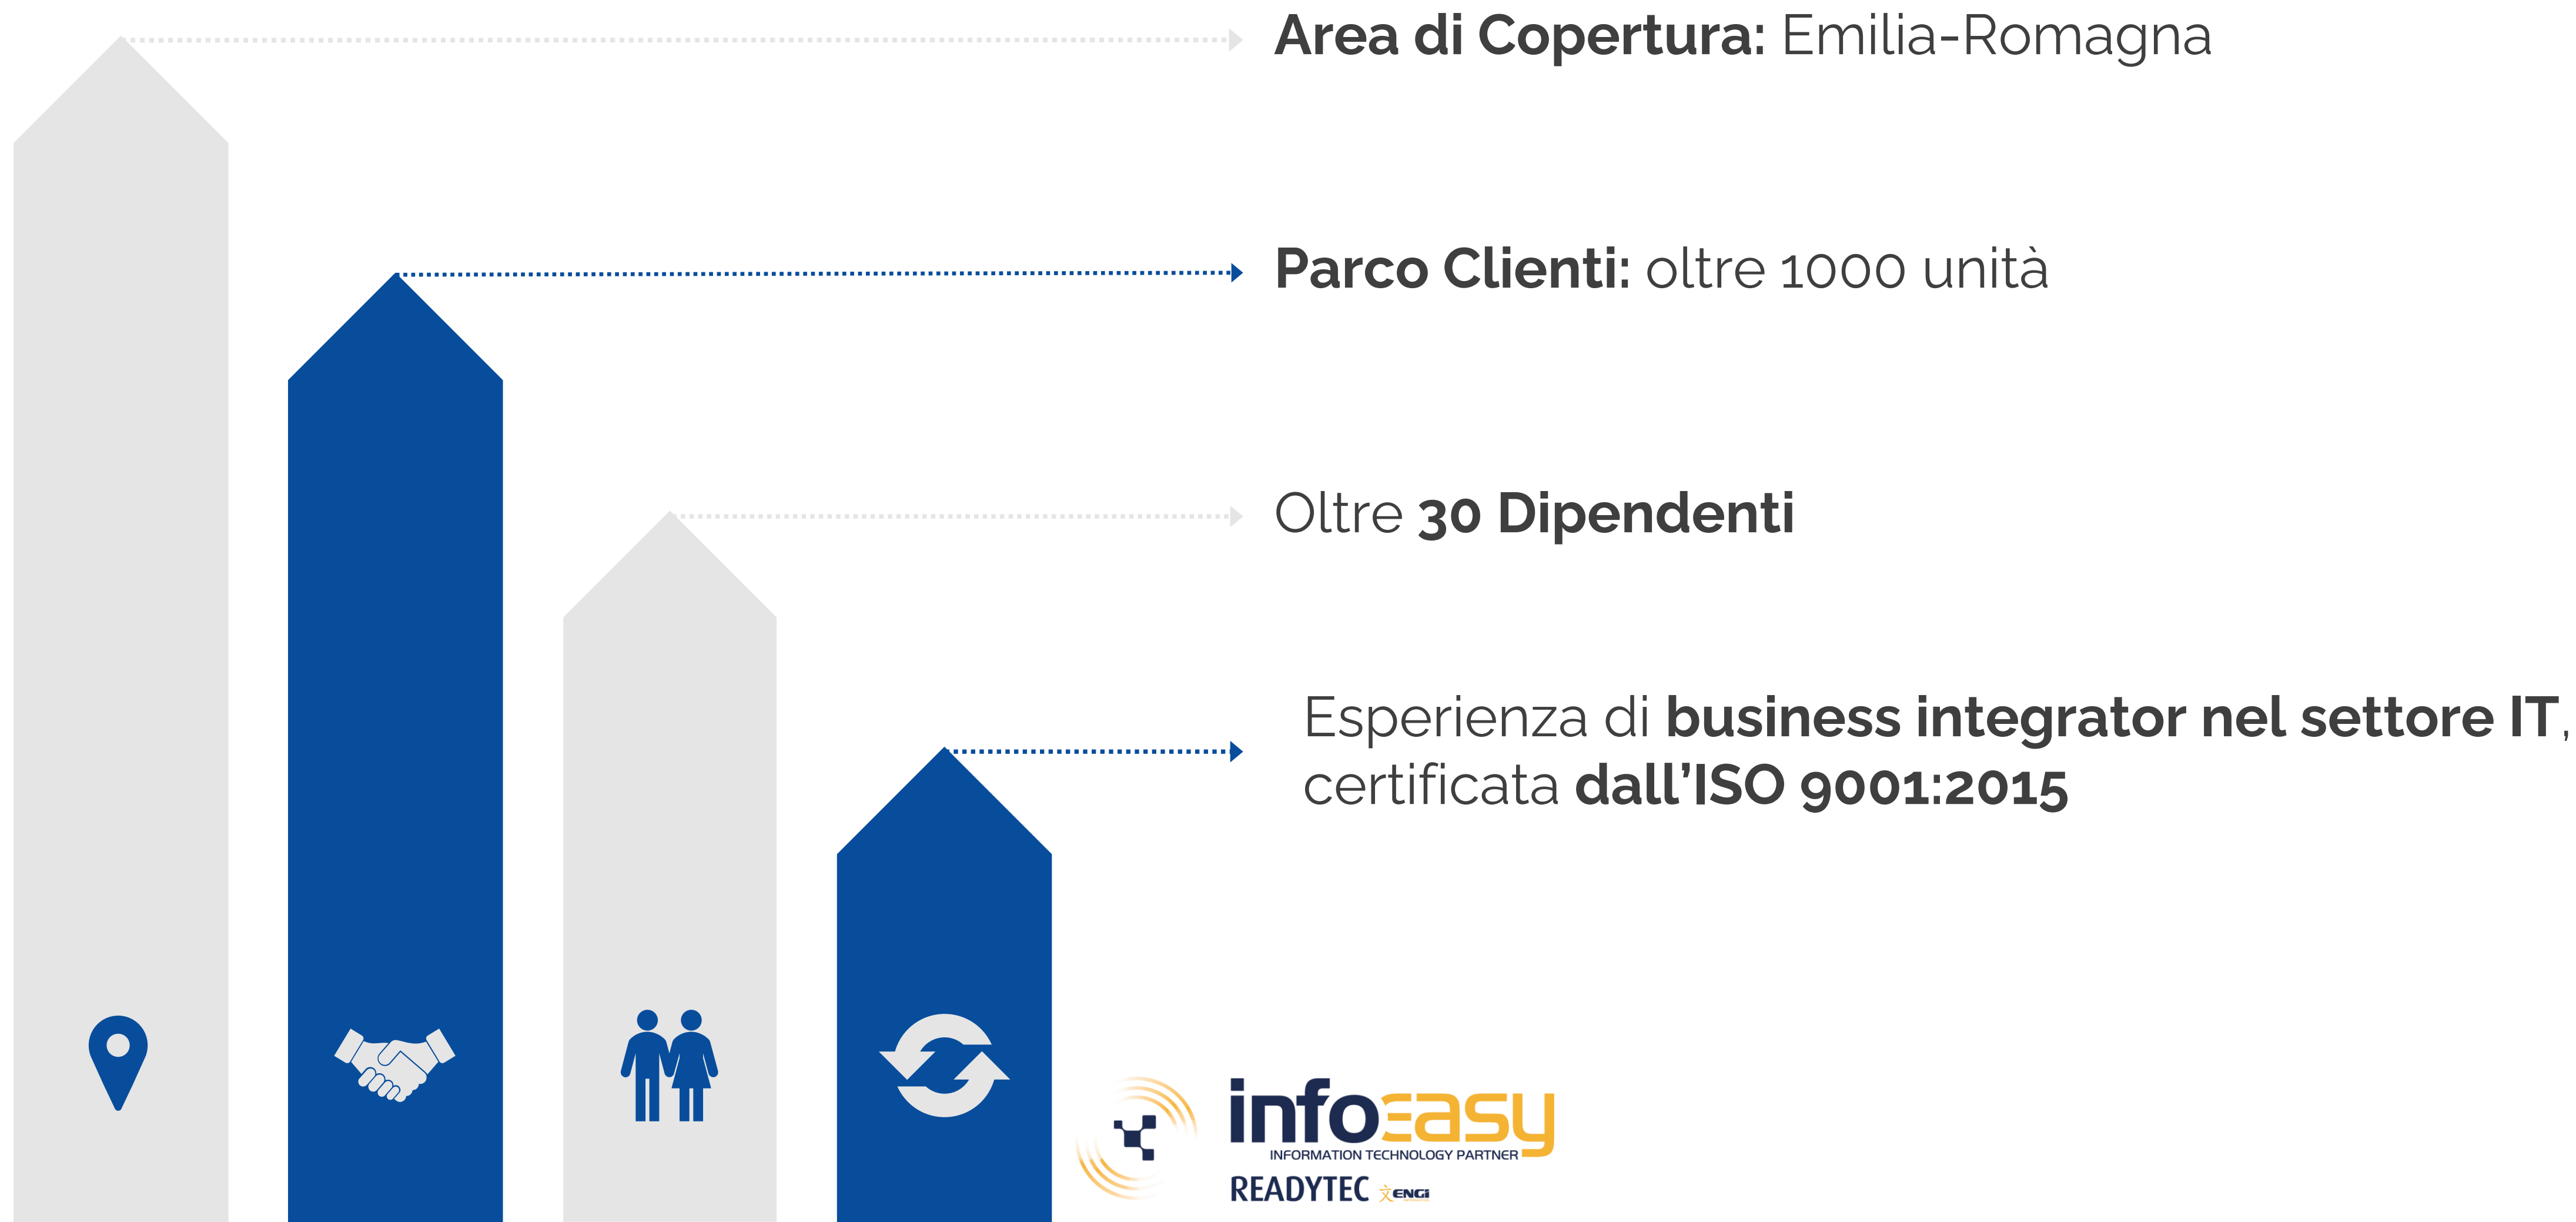 Area di Copertura: Emilia-Romagna
Parco Clienti: oltre 1000 unità
Oltre 30 Dipendenti
Esperienza di business integrator nel settore IT,
certificata dall’ISO 9001:2015
infoeasy
INFORMATION TECHNOLOGY PARTNER
READYTEC ENGI